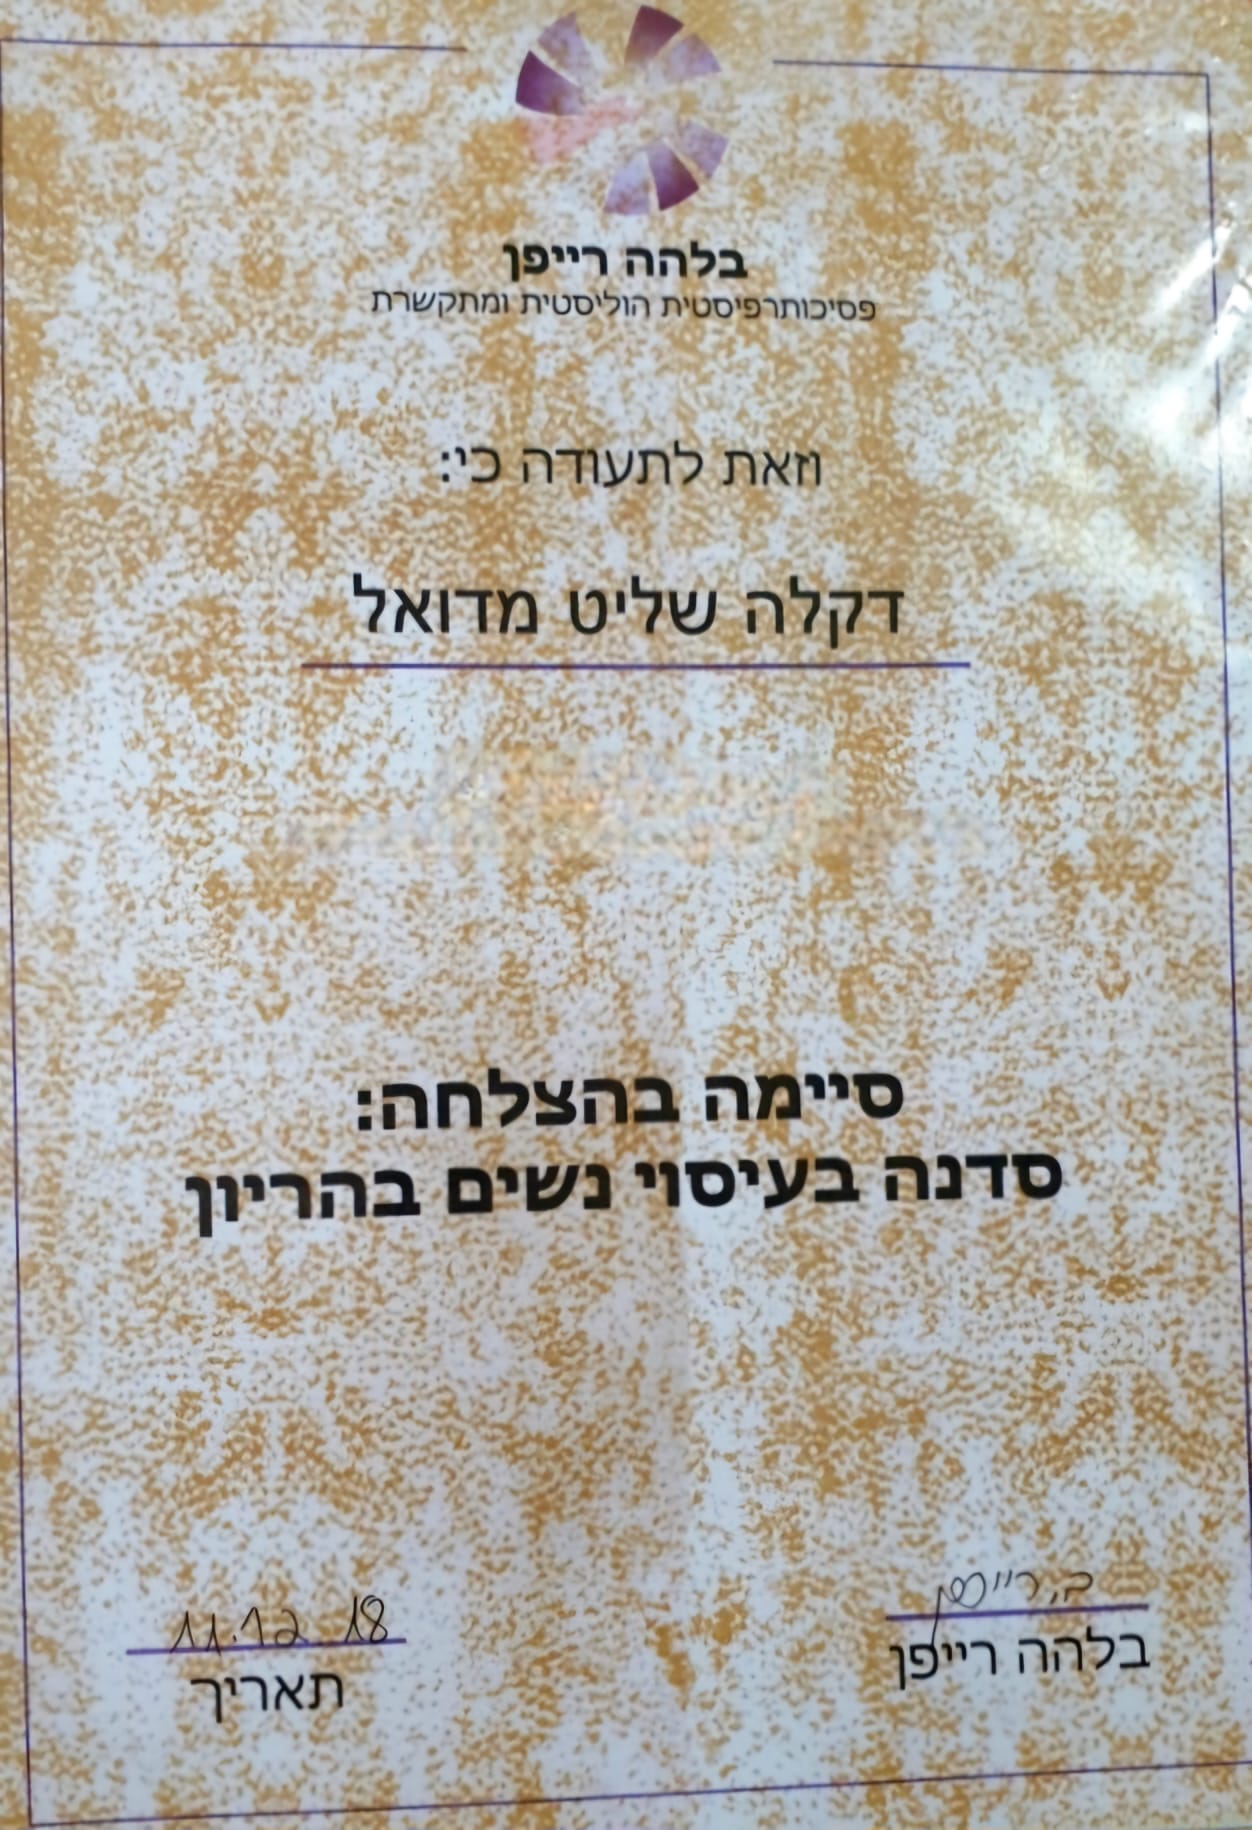 בלהה רייפן
פסיכותרפיסטית הוליסטית ומתקשרת
וזאת לתעודה כי:
דקלה שליט מדואל
סיימה בהצלחה:
סדנה בעיסוי נשים בהריון
ב. רייפן
בלהה רייפן
11.12 18
תאריך